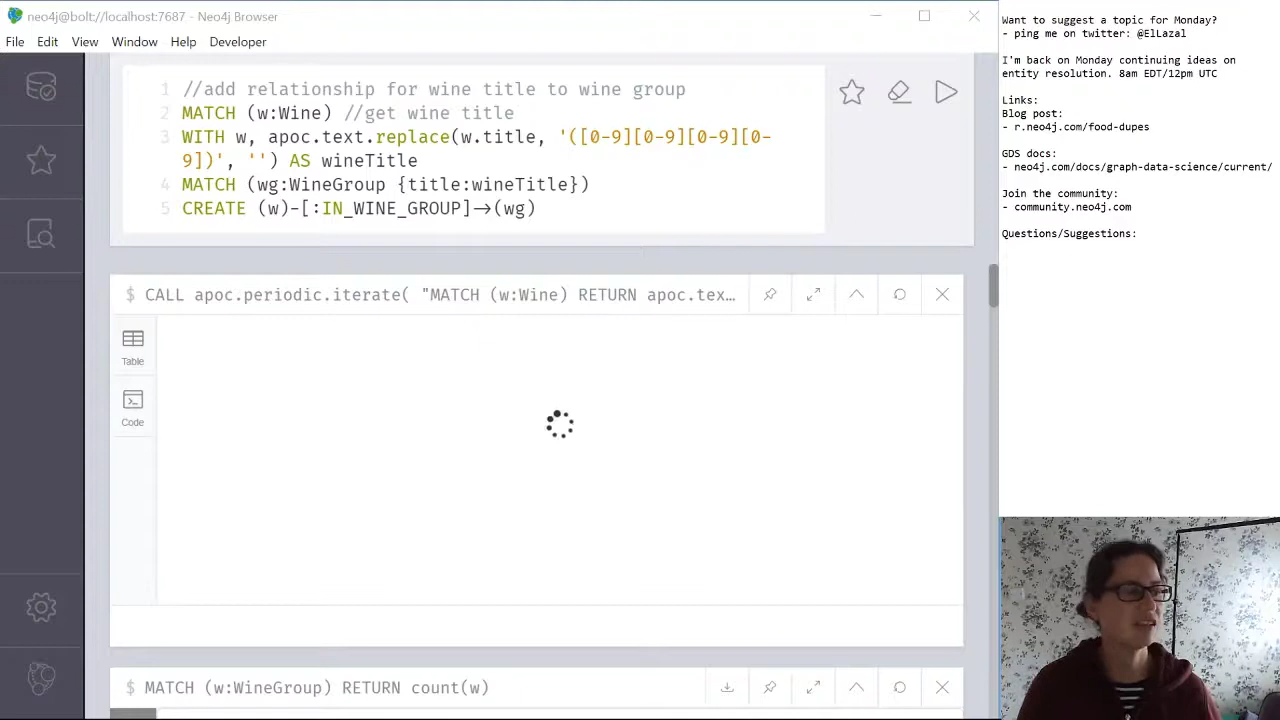 neo4j@bolt://localhost:7687 - Neo4j Browser
File Edit View Window Help Developer
1 //add relationship for wine title to wine group
2 MATCH (w:Wine) //get wine title
3 WITH w, apoc.text.replace(w.title, '([0-9][0-9][0-9][0-
9])', '') AS wineTitle
4 MATCH (wg:WineGroup {title:wineTitle})
5 CREATE (w)-[:IN_WINE_GROUP]->(wg)
$ CALL apoc.periodic.iterate( "MATCH (w:Wine) RETURN apoc.tex…
Table
Code
$ MATCH (w:WineGroup) RETURN count(w)
Want to suggest a topic for Monday?
- ping me on twitter: @ElLazal
I'm back on Monday continuing ideas on
entity resolution. 8am EDT/12pm UTC
Links:
Blog post:
- r.neo4j.com/food-dupes
GDS docs:
- neo4j.com/docs/graph-data-science/current/
Join the community:
- community.neo4j.com
Questions/Suggestions: